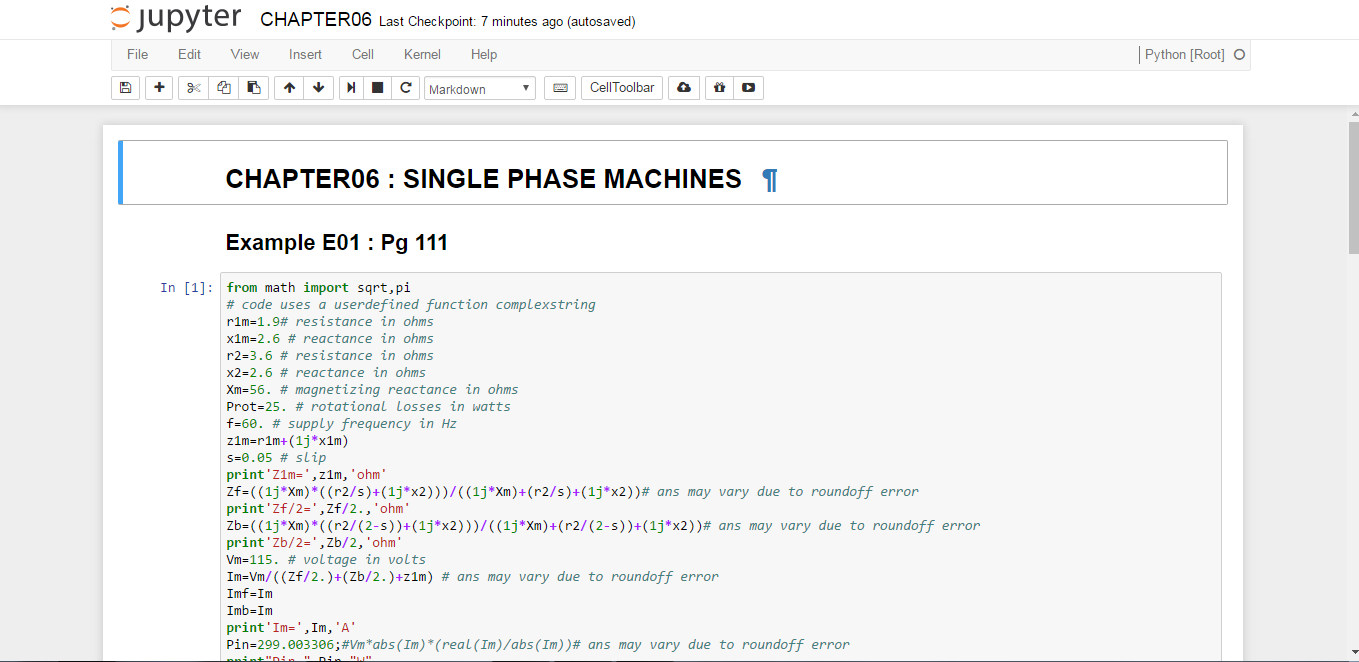 jupyter CHAPTER06 Last Checkpoint: 7 minutes ago (autosaved)
File Edit View Insert Cell Kernel Help Python [Root]
Markdown CellToolbar
CHAPTER06 : SINGLE PHASE MACHINES ¶
Example E01 : Pg 111
In [1]: from math import sqrt,pi
# code uses a userdefined function complexstring
r1m=1.9# resistance in ohms
x1m=2.6 # reactance in ohms
r2=3.6 # resistance in ohms
x2=2.6 # reactance in ohms
Xm=56. # magnetizing reactance in ohms
Prot=25. # rotational losses in watts
f=60. # supply frequency in Hz
z1m=r1m+(1j*x1m)
s=0.05 # slip
print'Z1m=',z1m,'ohm'
Zf=((1j*Xm)*((r2/s)+(1j*x2)))/((1j*Xm)+(r2/s)+(1j*x2))# ans may vary due to roundoff error
print'Zf/2=',Zf/2.,'ohm'
Zb=((1j*Xm)*((r2/(2-s))+(1j*x2)))/((1j*Xm)+(r2/(2-s))+(1j*x2))# ans may vary due to roundoff error
print'Zb/2=',Zb/2,'ohm'
Vm=115. # voltage in volts
Im=Vm/((Zf/2.)+(Zb/2.)+z1m) # ans may vary due to roundoff error
Imf=Im
Imb=Im
print'Im=',Im,'A'
Pin=299.003306;#Vm*abs(Im)*(real(Im)/abs(Im))# ans may vary due to roundoff error